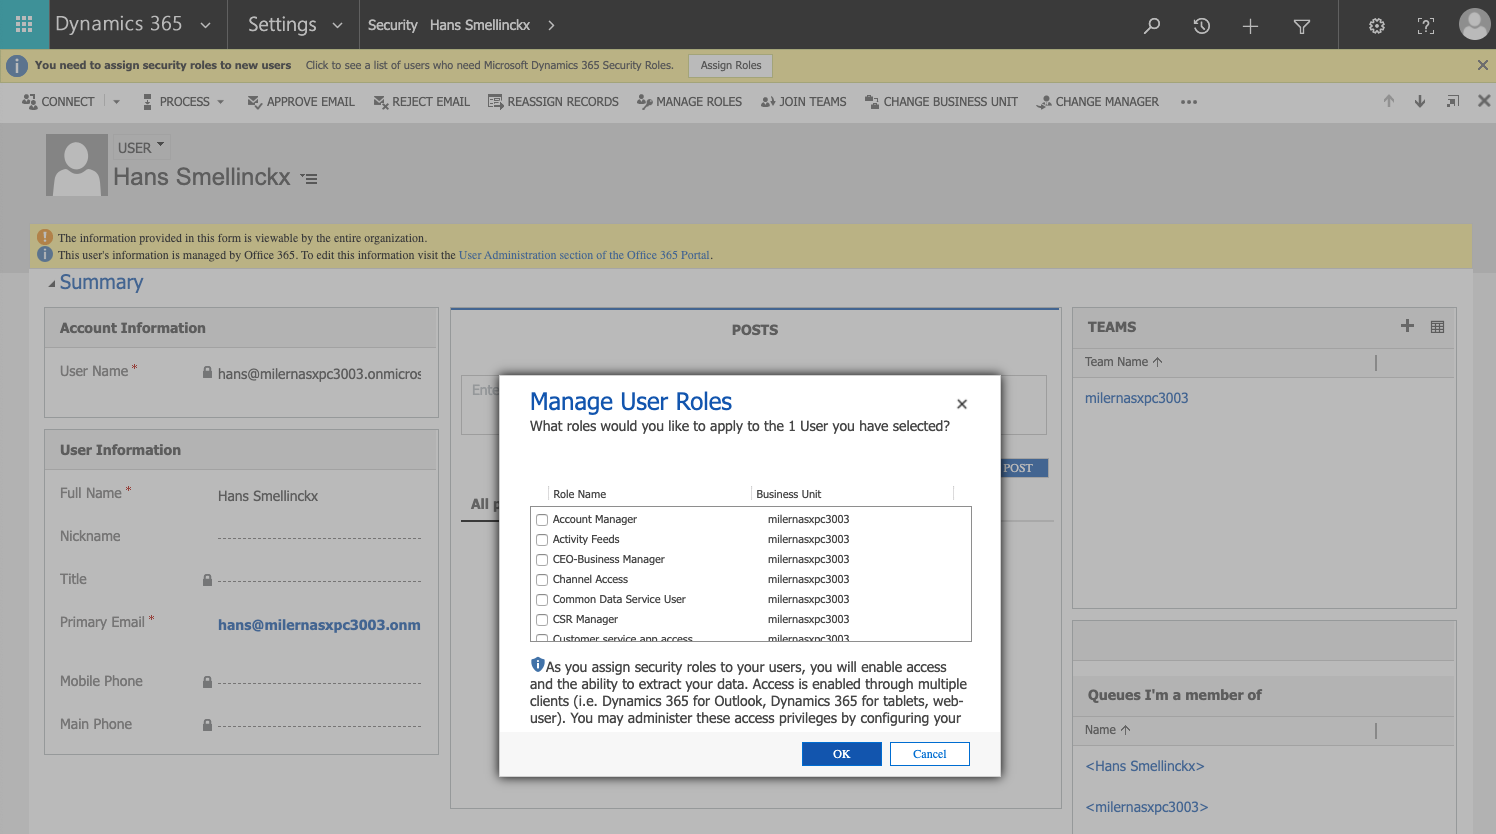 Dynamics 365 Settings Security Hans Smellinckx
You need to assign security roles to new users Click to see a list of users who need Microsoft Dynamics 365 Security Roles. Assign Roles
CONNECT PROCESS APPROVE EMAIL REJECT EMAIL REASSIGN RECORDS MANAGE ROLES JOIN TEAMS CHANGE BUSINESS UNIT CHANGE MANAGER •••
USER
Hans Smellinckx
The information provided in this form is viewable by the entire organization.
This user's information is managed by Office 365. To edit this information visit the User Administration section of the Office 365 Portal.
Summary
Account Information
User Name *
hans@milernasxpc3003.onmicros
User Information
Full Name *
Hans Smellinckx
Nickname
Title
Primary Email *
hans@milernasxpc3003.onm
Mobile Phone
Main Phone
POSTS
Ente
POST
All p
Manage User Roles
What roles would you like to apply to the 1 User you have selected?
Role Name Business Unit
Account Manager milernasxpc3003
Activity Feeds milernasxpc3003
CEO-Business Manager milernasxpc3003
Channel Access milernasxpc3003
Common Data Service User milernasxpc3003
CSR Manager milernasxpc3003
Customer service app access milernasxpc3003
As you assign security roles to your users, you will enable access
and the ability to extract your data. Access is enabled through multiple
clients (i.e. Dynamics 365 for Outlook, Dynamics 365 for tablets, web-
user). You may administer these access privileges by configuring your
OK Cancel
TEAMS
Team Name ↑
milernasxpc3003
Queues I'm a member of
Name ↑
<Hans Smellinckx>
<milernasxpc3003>